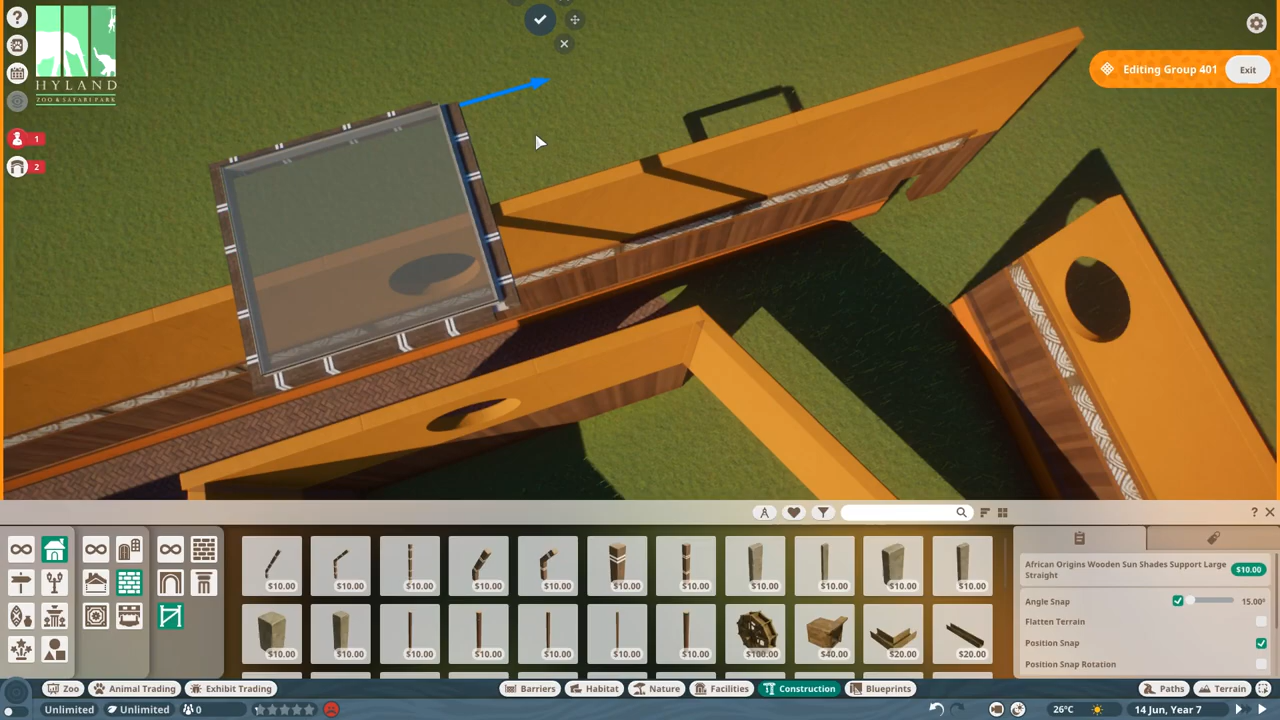 HYLAND
ZOO & SAFARI PARK
Editing Group 401
Exit
1
2
?
African Origins Wooden Sun Shades Support Large
Straight
$10.00
Angle Snap
15.00°
Flatten Terrain
Position Snap
Position Snap Rotation
$10.00 $10.00 $10.00 $10.00 $10.00 $10.00 $10.00 $10.00 $10.00 $10.00 $10.00
$10.00 $10.00 $10.00 $10.00 $10.00 $10.00 $10.00 $100.00 $40.00 $20.00 $20.00
Zoo
Animal Trading
Exhibit Trading
Barriers
Habitat
Nature
Facilities
Construction
Blueprints
Paths
Terrain
Unlimited
Unlimited
0
26°C
14 Jun, Year 7